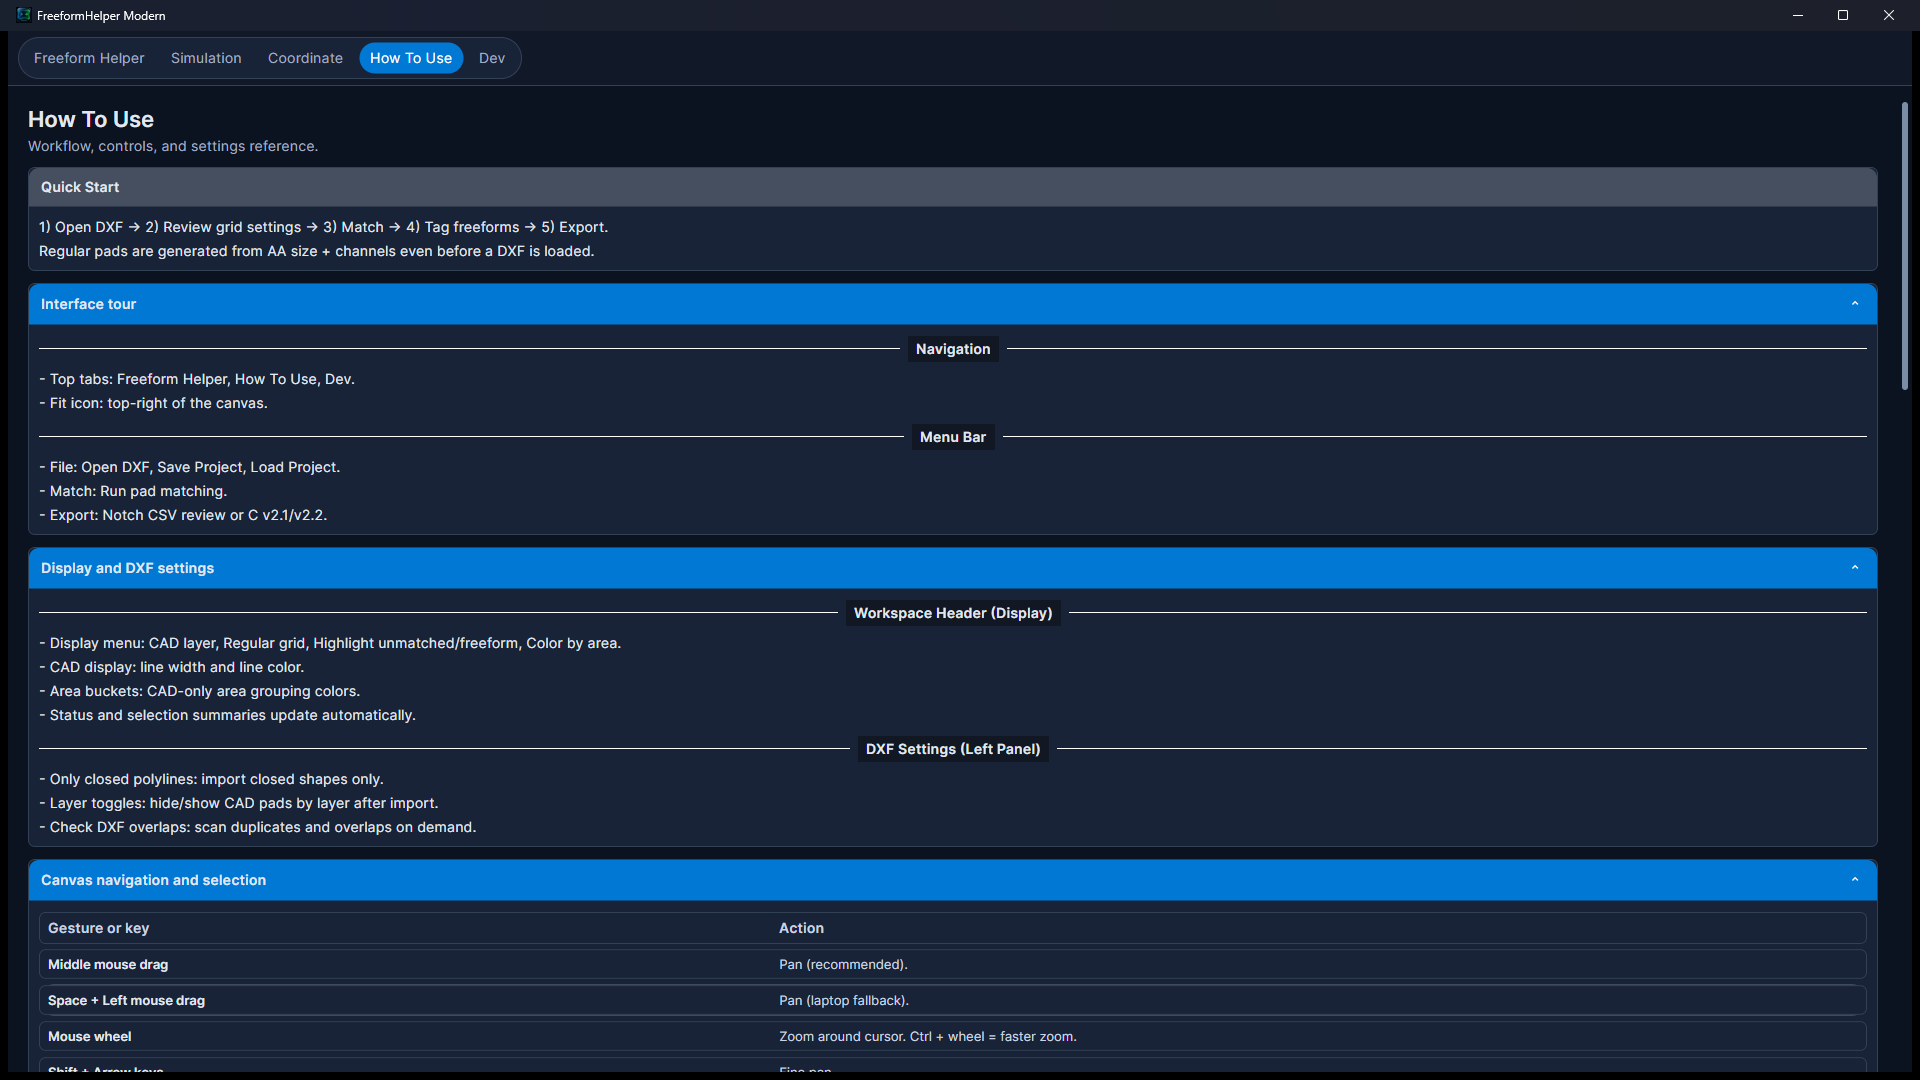 FreeformHelper Modern
Freeform Helper
Simulation
Coordinate
How To Use
Dev
How To Use
Workflow, controls, and settings reference.
Quick Start
1) Open DXF → 2) Review grid settings → 3) Match → 4) Tag freeforms → 5) Export.
Regular pads are generated from AA size + channels even before a DXF is loaded.
Interface tour
Navigation
- Top tabs: Freeform Helper, How To Use, Dev.
- Fit icon: top-right of the canvas.
Menu Bar
- File: Open DXF, Save Project, Load Project.
- Match: Run pad matching.
- Export: Notch CSV review or C v2.1/v2.2.
Display and DXF settings
Workspace Header (Display)
- Display menu: CAD layer, Regular grid, Highlight unmatched/freeform, Color by area.
- CAD display: line width and line color.
- Area buckets: CAD-only area grouping colors.
- Status and selection summaries update automatically.
DXF Settings (Left Panel)
- Only closed polylines: import closed shapes only.
- Layer toggles: hide/show CAD pads by layer after import.
- Check DXF overlaps: scan duplicates and overlaps on demand.
Canvas navigation and selection
Gesture or key Action
Middle mouse drag Pan (recommended).
Space + Left mouse drag Pan (laptop fallback).
Mouse wheel Zoom around cursor. Ctrl + wheel = faster zoom.
Shift + Arrow keys Fine pan.